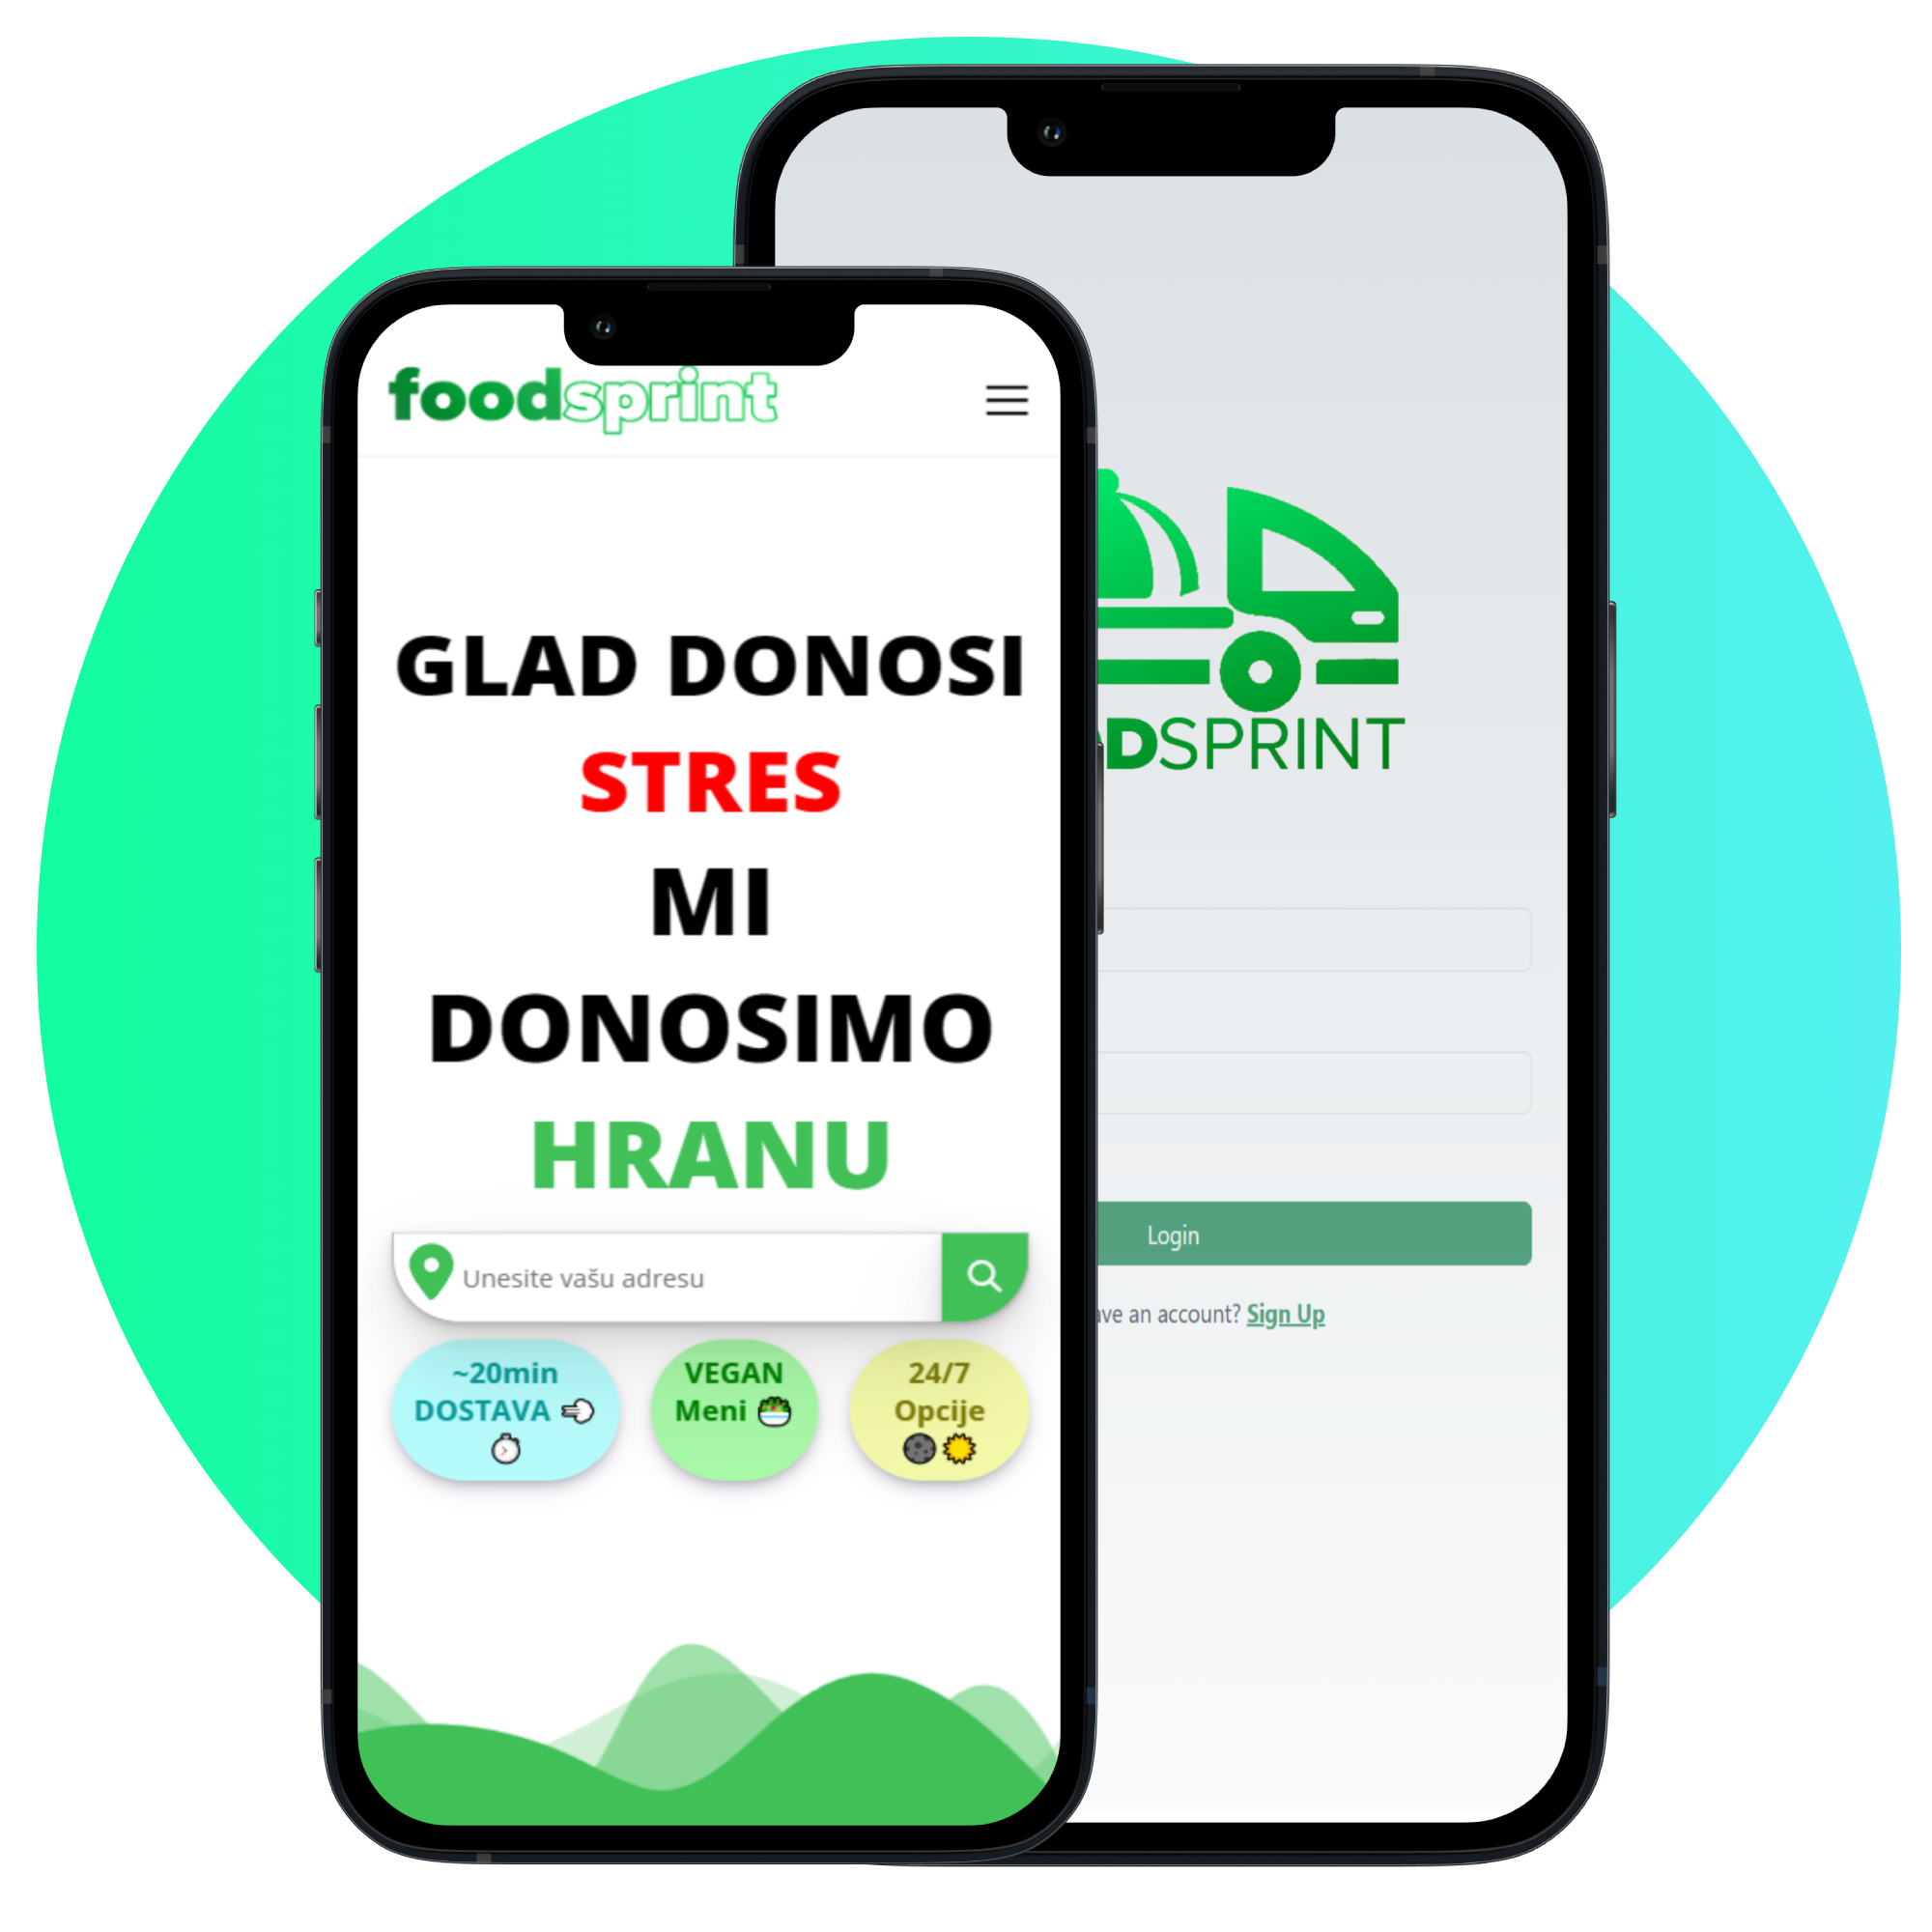 foodsprint
GLAD DONOSI
STRES
MI
DONOSIMO
HRANU
Unesite vašu adresu
~20min
DOSTAVA
VEGAN
Meni
24/7
Opcije
DSPRINT
Login
ave an account? Sign Up